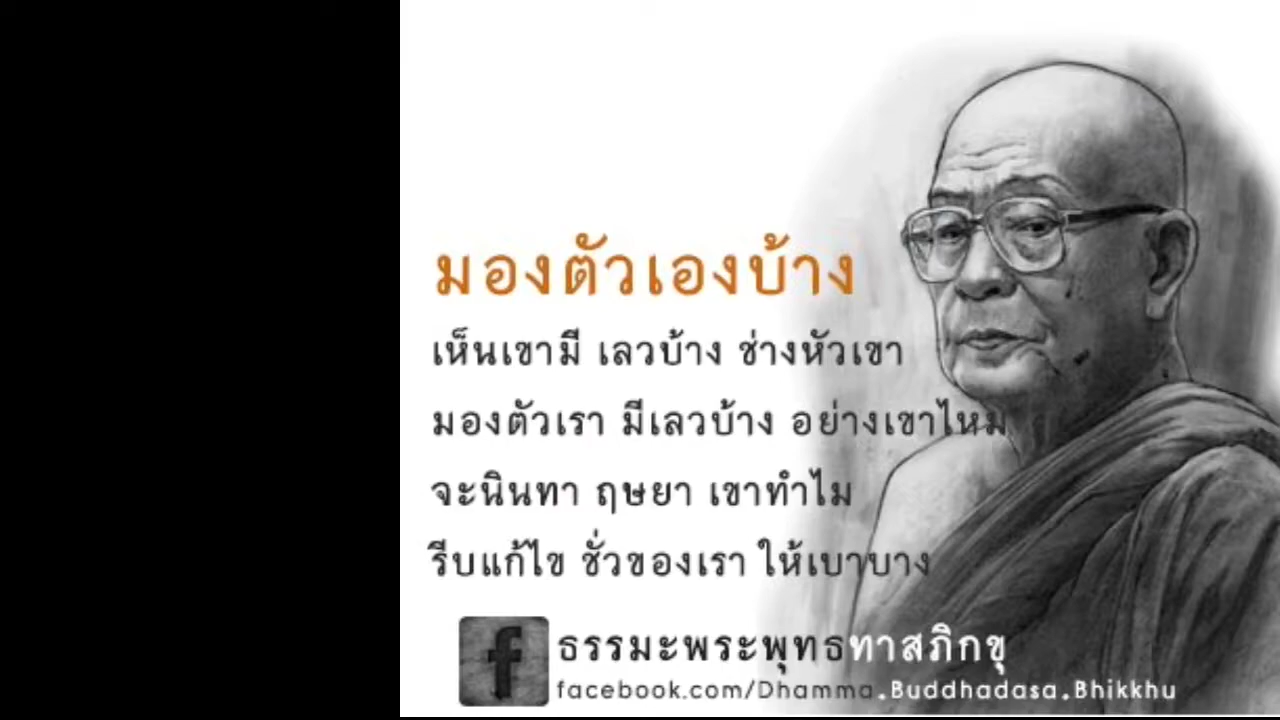 มองตัวเองบ้าง
เห็นเขามี เลวบ้าง ช่างหัวเขา
มองตัวเรา มีเลวบ้าง อย่างเขาไหม
จะนินทา ฤษยา เขาทำไม
รีบแก้ไข ชั่วของเรา ให้เบาบาง
f ธรรมะพระพุทธทาสภิกขุ
facebook.com/Dhamma.Buddhadasa.Bhikkhu